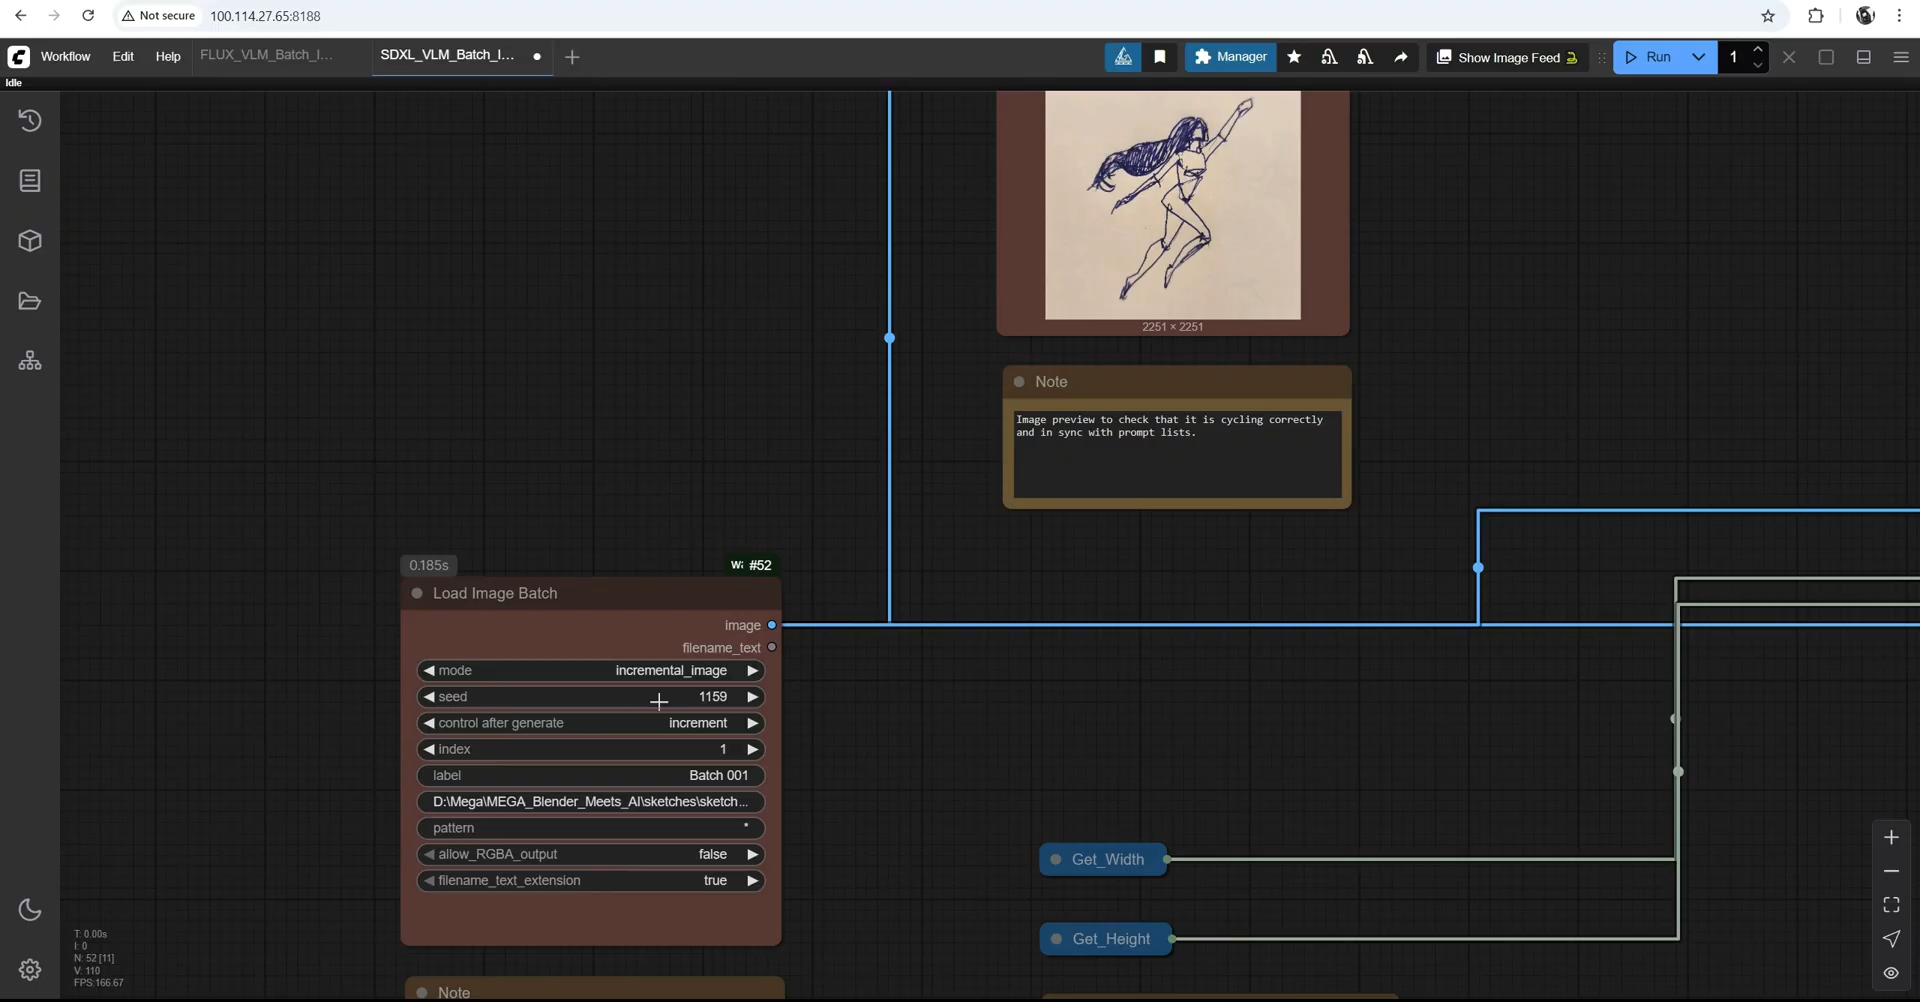 Not secure
100.114.27.65:8188
Workflow
Edit
Help
FLUX_VLM_Batch_I...
SDXL_VLM_Batch_I...
Manager
Show Image Feed
Run
1
Idle
2251 × 2251
Note
Image preview to check that it is cycling correctly
and in sync with prompt lists.
0.185s
#52
Load Image Batch
image
filename_text
mode incremental_image
seed 1159
control after generate increment
index 1
label Batch 001
D:\Mega\MEGA_Blender_Meets_AI\sketches\sketch...
pattern *
allow_RGBA_output false
filename_text_extension true
Get_Width
Get_Height
Note
T: 0.00s
I: 0
N: 52 [11]
V: 110
FPS:166.67